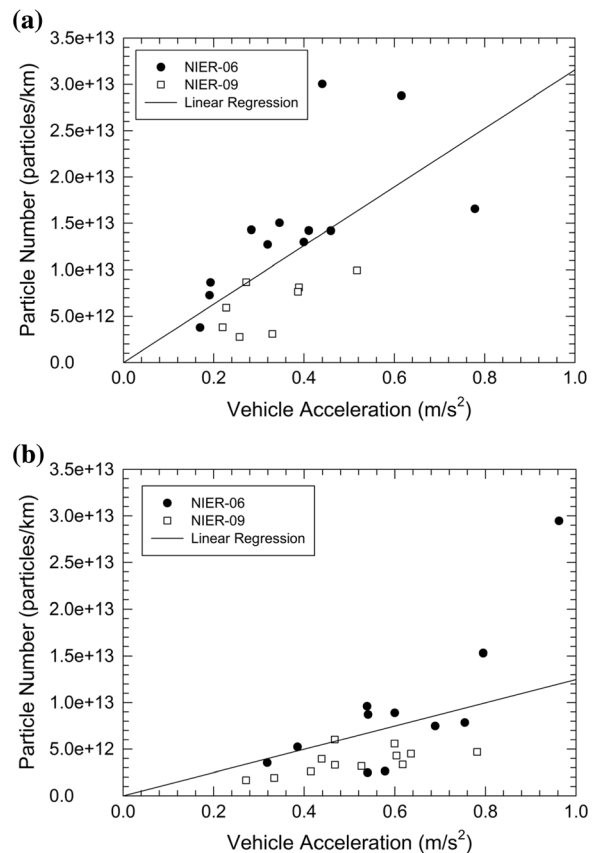 (a)
3.5e+13
3.0e+13
2.5e+13
2.0e+13
1.5e+13
1.0e+13
5.0e+12
0.0
Particle Number (particles/km)
NIER-06
NIER-09
Linear Regression
0.0 0.2 0.4 0.6 0.8 1.0
Vehicle Acceleration (m/s²)
(b)
3.5e+13
3.0e+13
2.5e+13
2.0e+13
1.5e+13
1.0e+13
5.0e+12
0.0
Particle Number (particles/km)
NIER-06
NIER-09
Linear Regression
0.0 0.2 0.4 0.6 0.8 1.0
Vehicle Acceleration (m/s²)